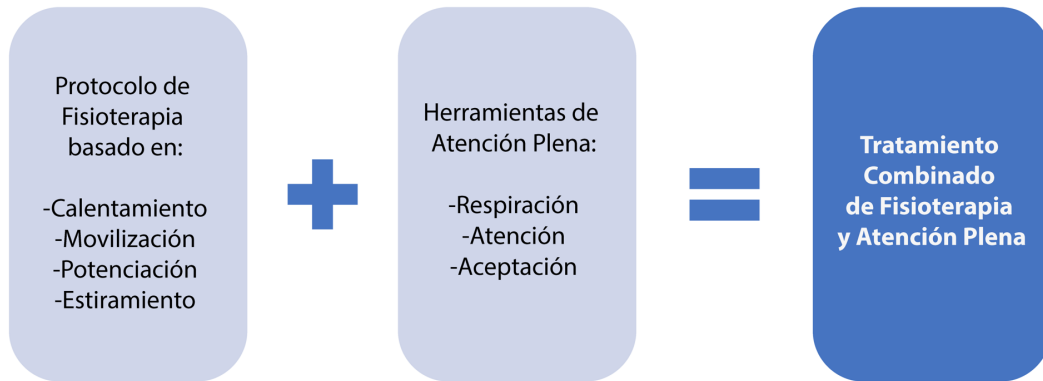 Protocolo de
Fisioterapia
basado en:
-Calentamiento
-Movilización
-Potenciación
-Estiramiento
Herramientas de
Atención Plena:
-Respiración
-Atención
-Aceptación
Tratamiento
Combinado
de Fisioterapia
y Atención Plena